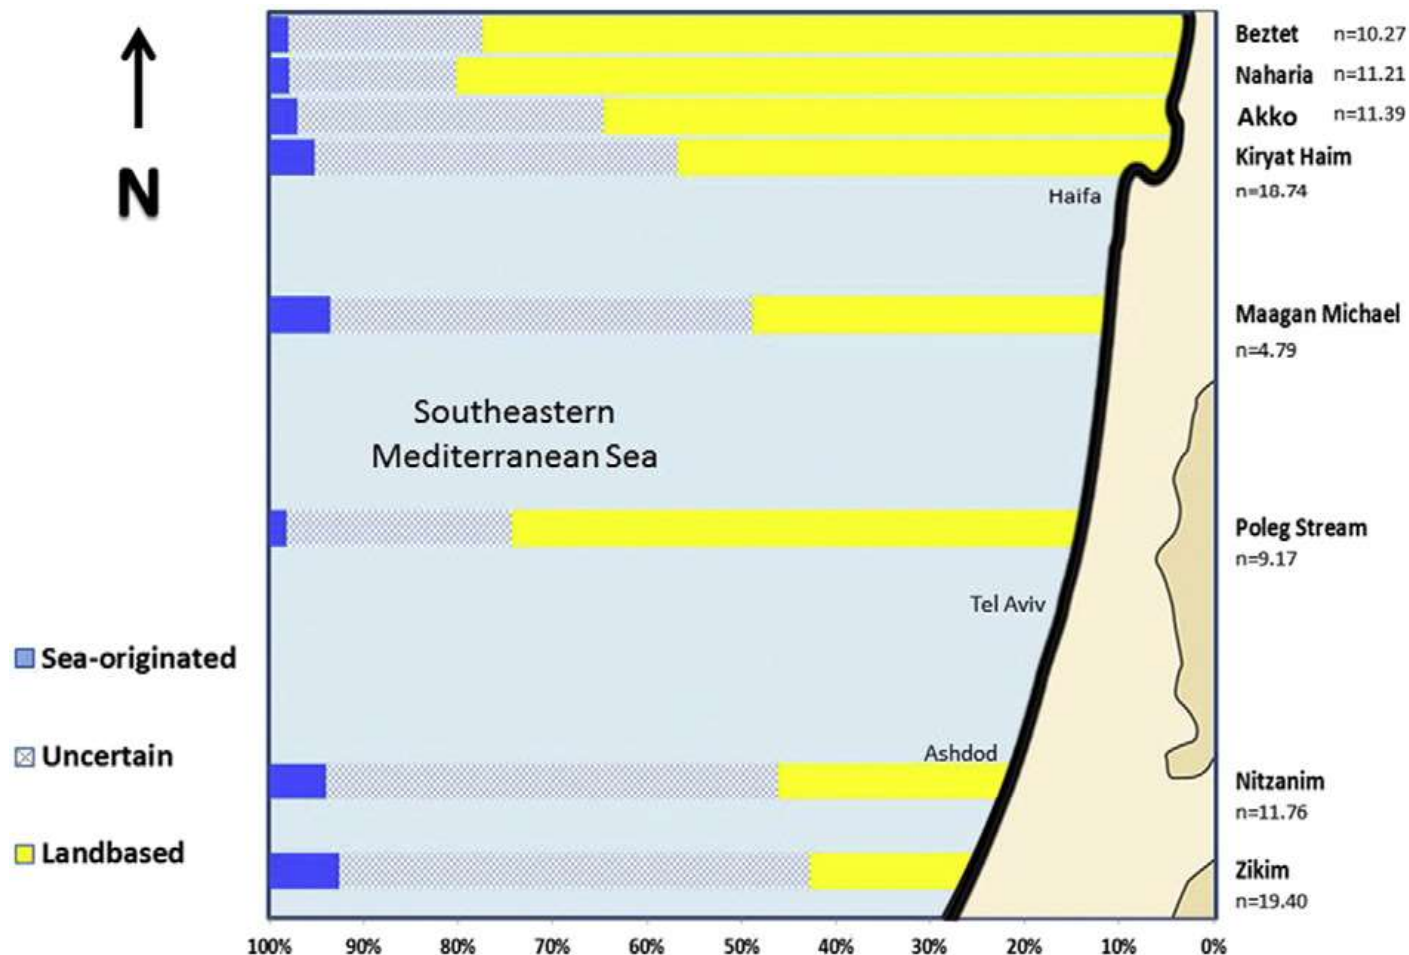 Beztet n=10.27
Naharia n=11.21
Akko n=11.39
Kiryat Haim
n=18.74
N
Haifa
Maagan Michael
n=4.79
Southeastern
Mediterranean Sea
Poleg Stream
n=9.17
Tel Aviv
Sea-originated
Uncertain
Landbased
Ashdod
Nitzanim
n=11.76
Zikim
n=19.40
100% 90% 80% 70% 60% 50% 40% 30% 20% 10% 0%